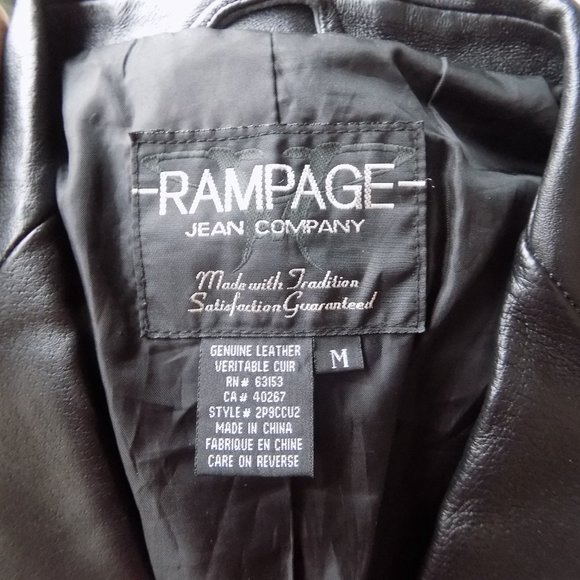 -RAMPAGE-
JEAN COMPANY
Made with Tradition
Satisfaction Guaranteed
GENUINE LEATHER
VERITABLE CUIR
RN# 63153
CA# 40267
STYLE# 2P9CCU2
MADE IN CHINA
FABRIQUE EN CHINE
CARE ON REVERSE
M